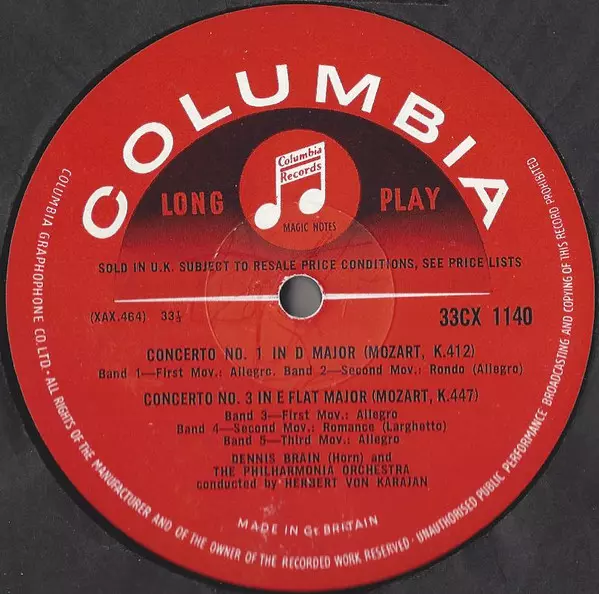 COLUMBIA
Columbia
Records
LONG PLAY
MAGIC NOTES
SOLD IN U.K. SUBJECT TO RESALE PRICE CONDITIONS, SEE PRICE LISTS
(XAX.464) 33⅓
33CX 1140
CONCERTO NO. 1 IN D MAJOR (MOZART, K.412)
Band 1—First Mov.: Allegro. Band 2—Second Mov.: Rondo (Allegro)
CONCERTO NO. 3 IN E FLAT MAJOR (MOZART, K.447)
Band 3—First Mov.: Allegro
Band 4—Second Mov.: Romance (Larghetto)
Band 5—Third Mov.: Allegro
DENNIS BRAIN (Horn) and
THE PHILHARMONIA ORCHESTRA
conducted by HERBERT VON KARAJAN
MADE IN GT. BRITAIN
COLUMBIA GRAPHOPHONE CO. LTD. · ALL RIGHTS OF THE MANUFACTURER AND OF THE OWNER OF THE RECORDED WORK RESERVED · UNAUTHORISED PUBLIC PERFORMANCE BROADCASTING AND COPYING OF THIS RECORD PROHIBITED